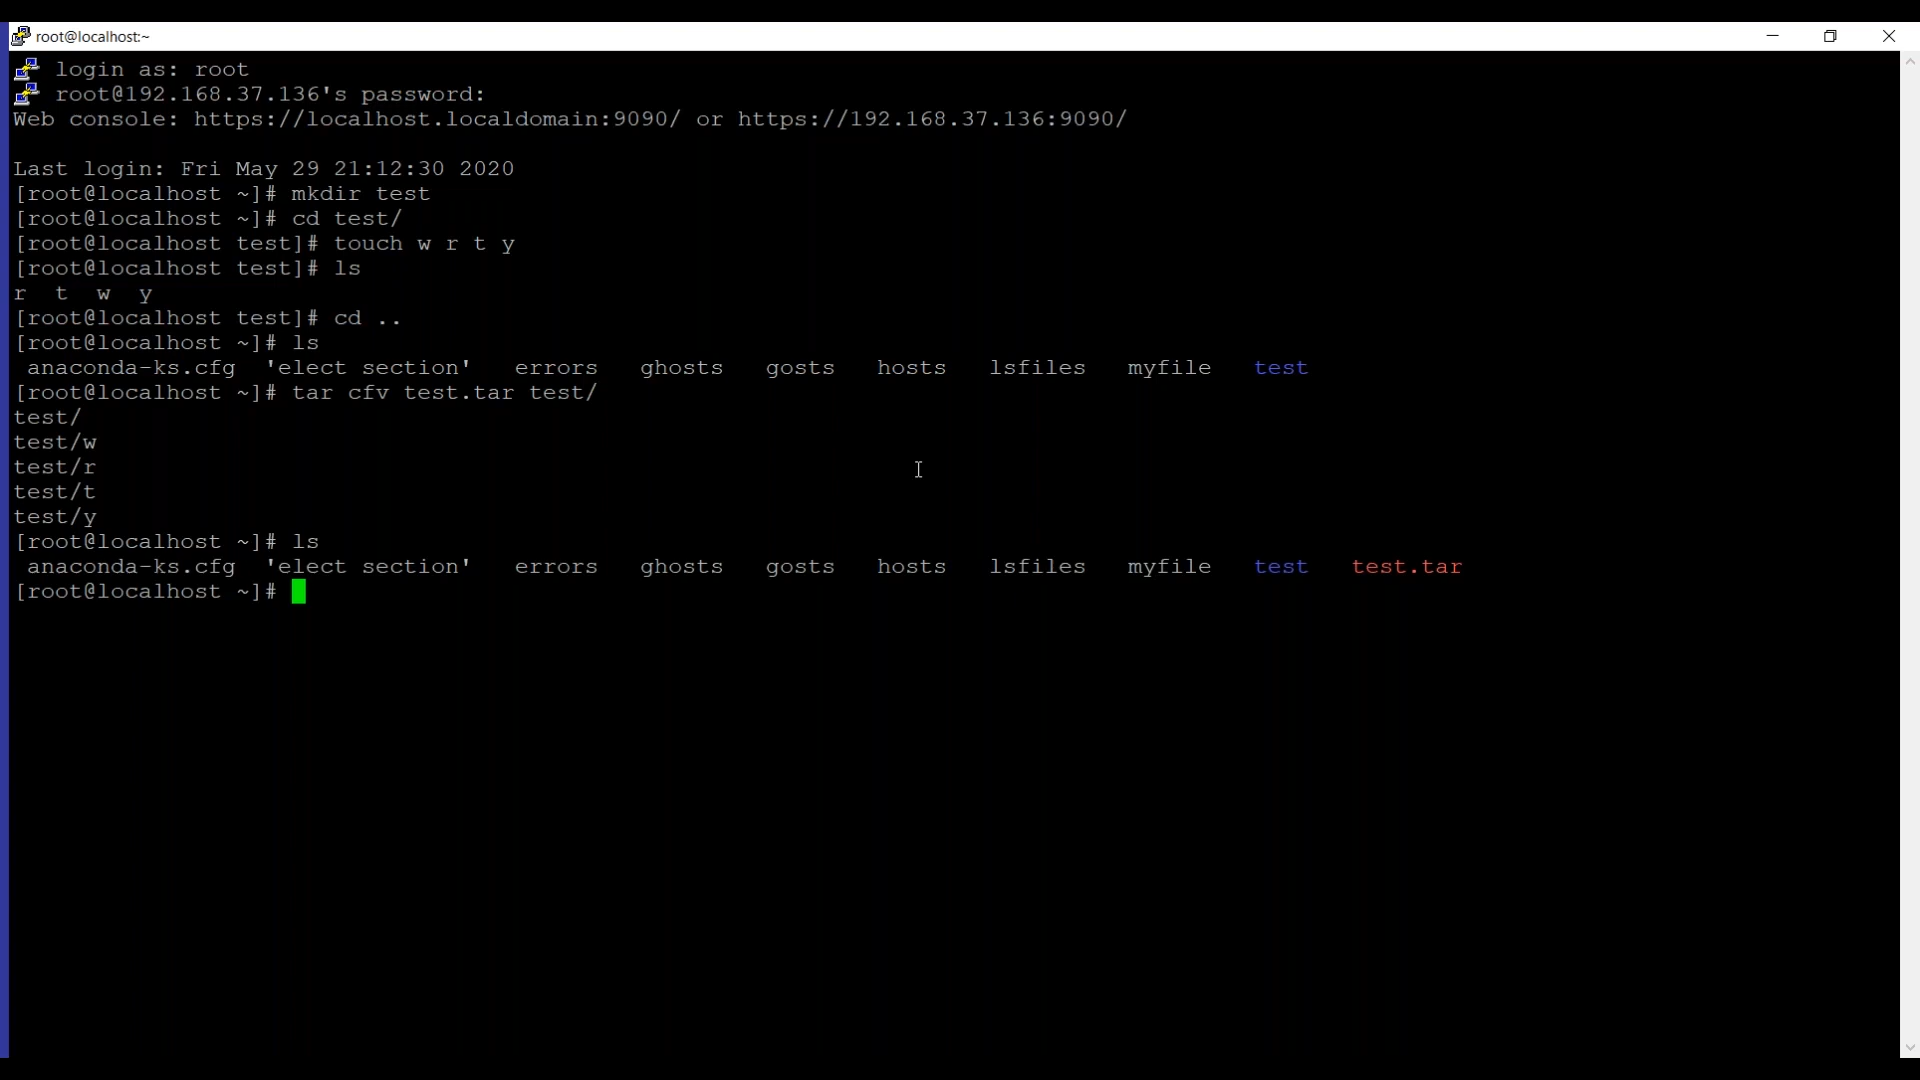 root@localhost:~
login as: root
root@192.168.37.136's password:
Web console: https://localhost.localdomain:9090/ or https://192.168.37.136:9090/
Last login: Fri May 29 21:12:30 2020
[root@localhost ~]# mkdir test
[root@localhost ~]# cd test/
[root@localhost test]# touch w r t y
[root@localhost test]# ls
r  t  w  y
[root@localhost test]# cd ..
[root@localhost ~]# ls
anaconda-ks.cfg  'elect section'   errors   ghosts   gosts   hosts   lsfiles   myfile   test
[root@localhost ~]# tar cfv test.tar test/
test/
test/w
test/r
test/t
test/y
[root@localhost ~]# ls
anaconda-ks.cfg  'elect section'   errors   ghosts   gosts   hosts   lsfiles   myfile   test   test.tar
[root@localhost ~]#